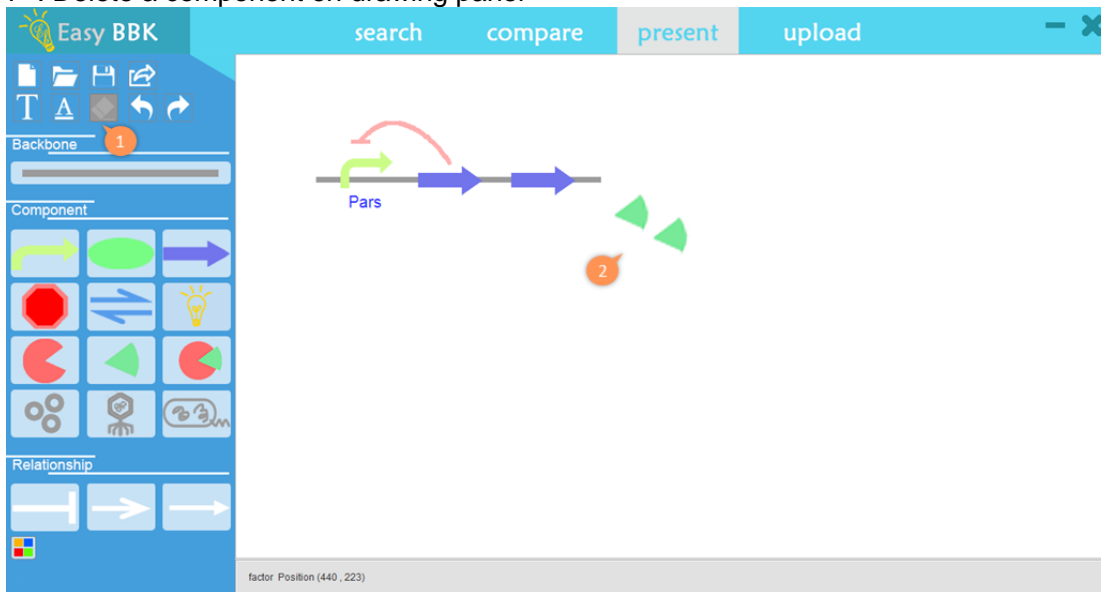 Delete a component on drawing panel
Easy BBK
search compare present upload
T A
1
Backbone
Component
Pars
2
Relationship
factor Position (440 , 223)